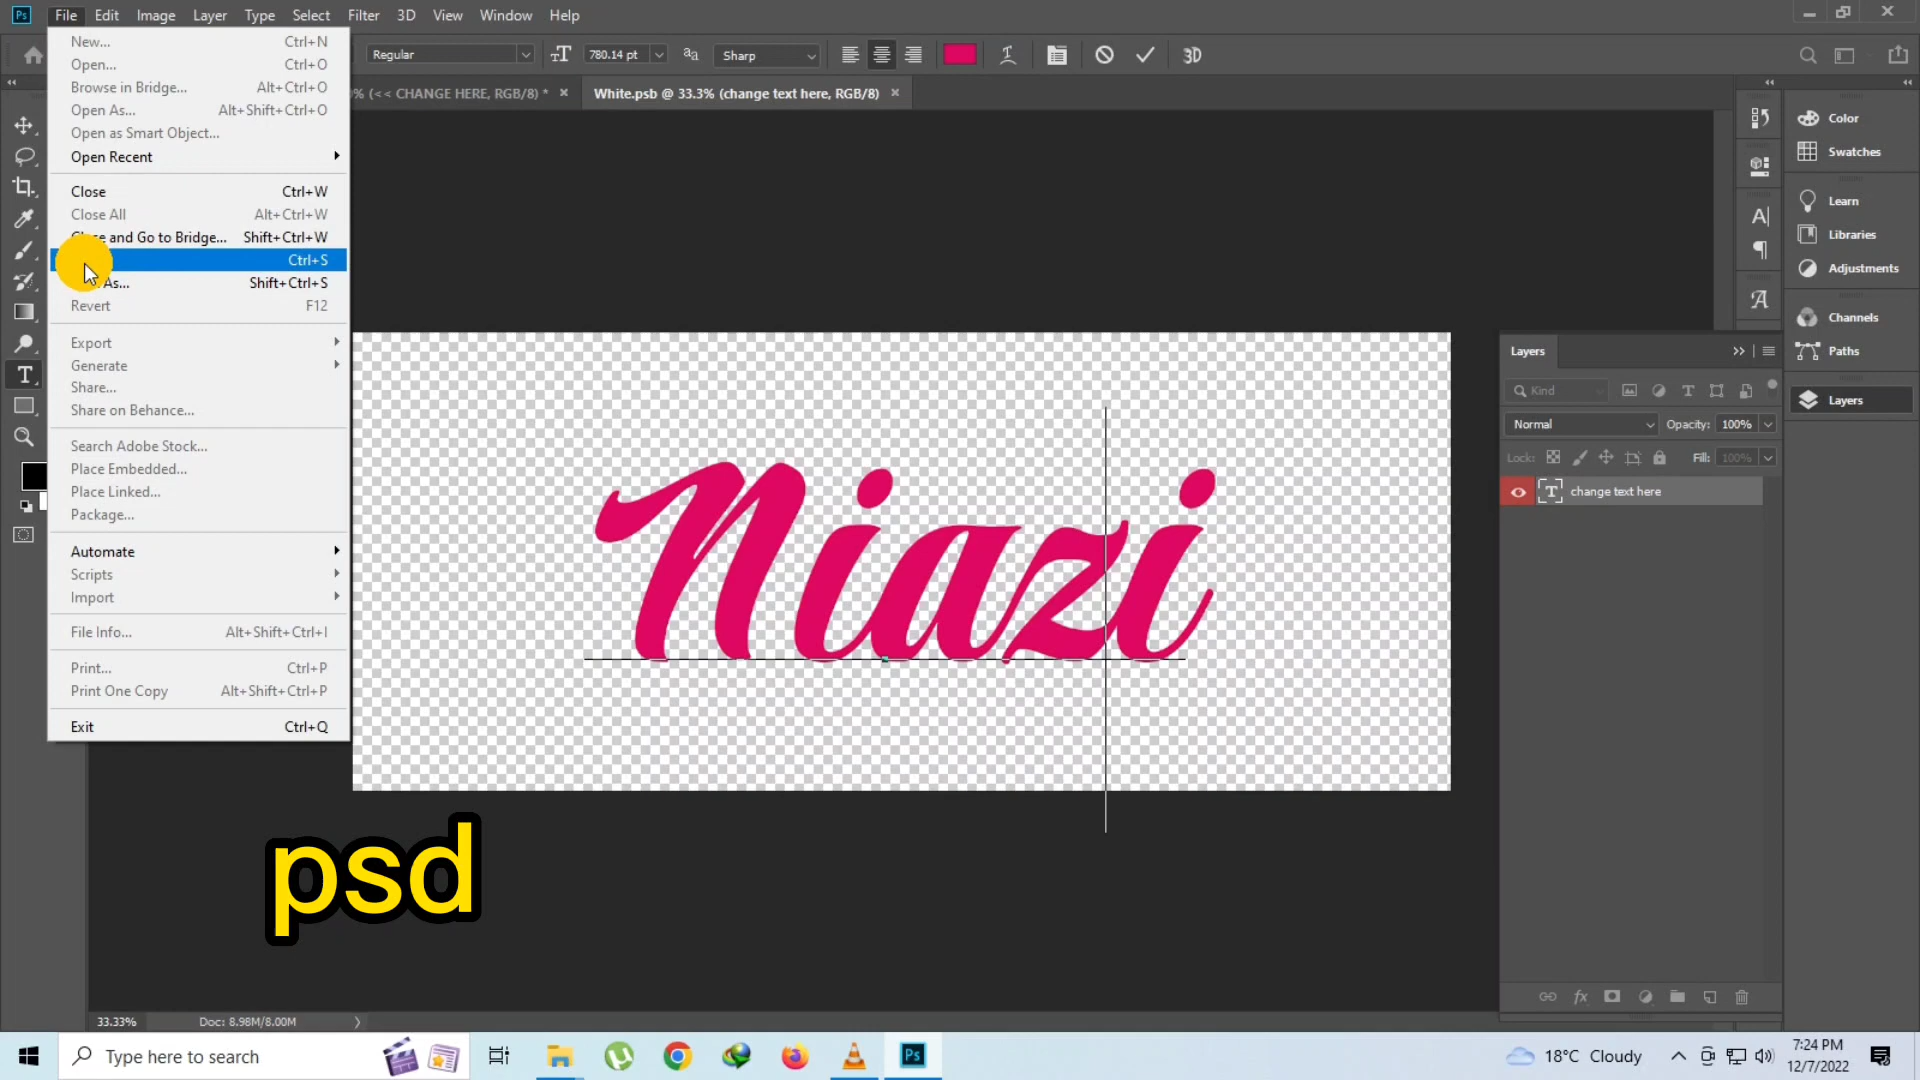 Ps File Edit Image Layer Type Select Filter 3D View Window Help
Regular 780.14 pt aa Sharp 3D
% (<< CHANGE HERE, RGB/8) * × White.psb @ 33.3% (change text here, RGB/8) ×
New... Ctrl+N
Open... Ctrl+O
Browse in Bridge... Alt+Ctrl+O
Open As... Alt+Shift+Ctrl+O
Open as Smart Object...
Open Recent
Close Ctrl+W
Close All Alt+Ctrl+W
and Go to Bridge... Shift+Ctrl+W
Ctrl+S
As... Shift+Ctrl+S
Revert F12
Export
Generate
Share...
Share on Behance...
Search Adobe Stock...
Place Embedded...
Place Linked...
Package...
Automate
Scripts
Import
File Info... Alt+Shift+Ctrl+I
Print... Ctrl+P
Print One Copy Alt+Shift+Ctrl+P
Exit Ctrl+Q
Niazi
psd
Color
Swatches
Learn
Libraries
Adjustments
Channels
Paths
Layers
Layers
Kind
Normal Opacity: 100%
Lock: Fill: 100%
change text here
fx
33.33% Doc: 8.98M/8.00M
Type here to search
Ps
18°C Cloudy
7:24 PM
12/7/2022